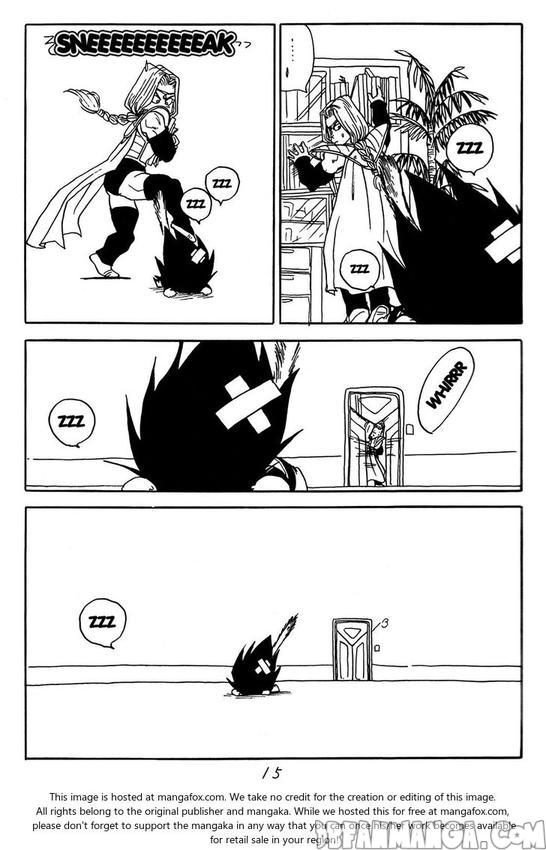 SNEEEEEEEEEEAK
ZZZ
ZZZ
......
ZZZ
ZZZ
ZZZ
WHIRRR
ZZZ
3
15
This image is hosted at mangafox.com. We take no credit for the creation or editing of this image.
All rights belong to the original publisher and mangaka. While we hosted this for free at mangafox.com,
please don't forget to support the mangaka in any way that you can once his/her work becomes available
for retail sale in your region!
DBFANMANGA.COM